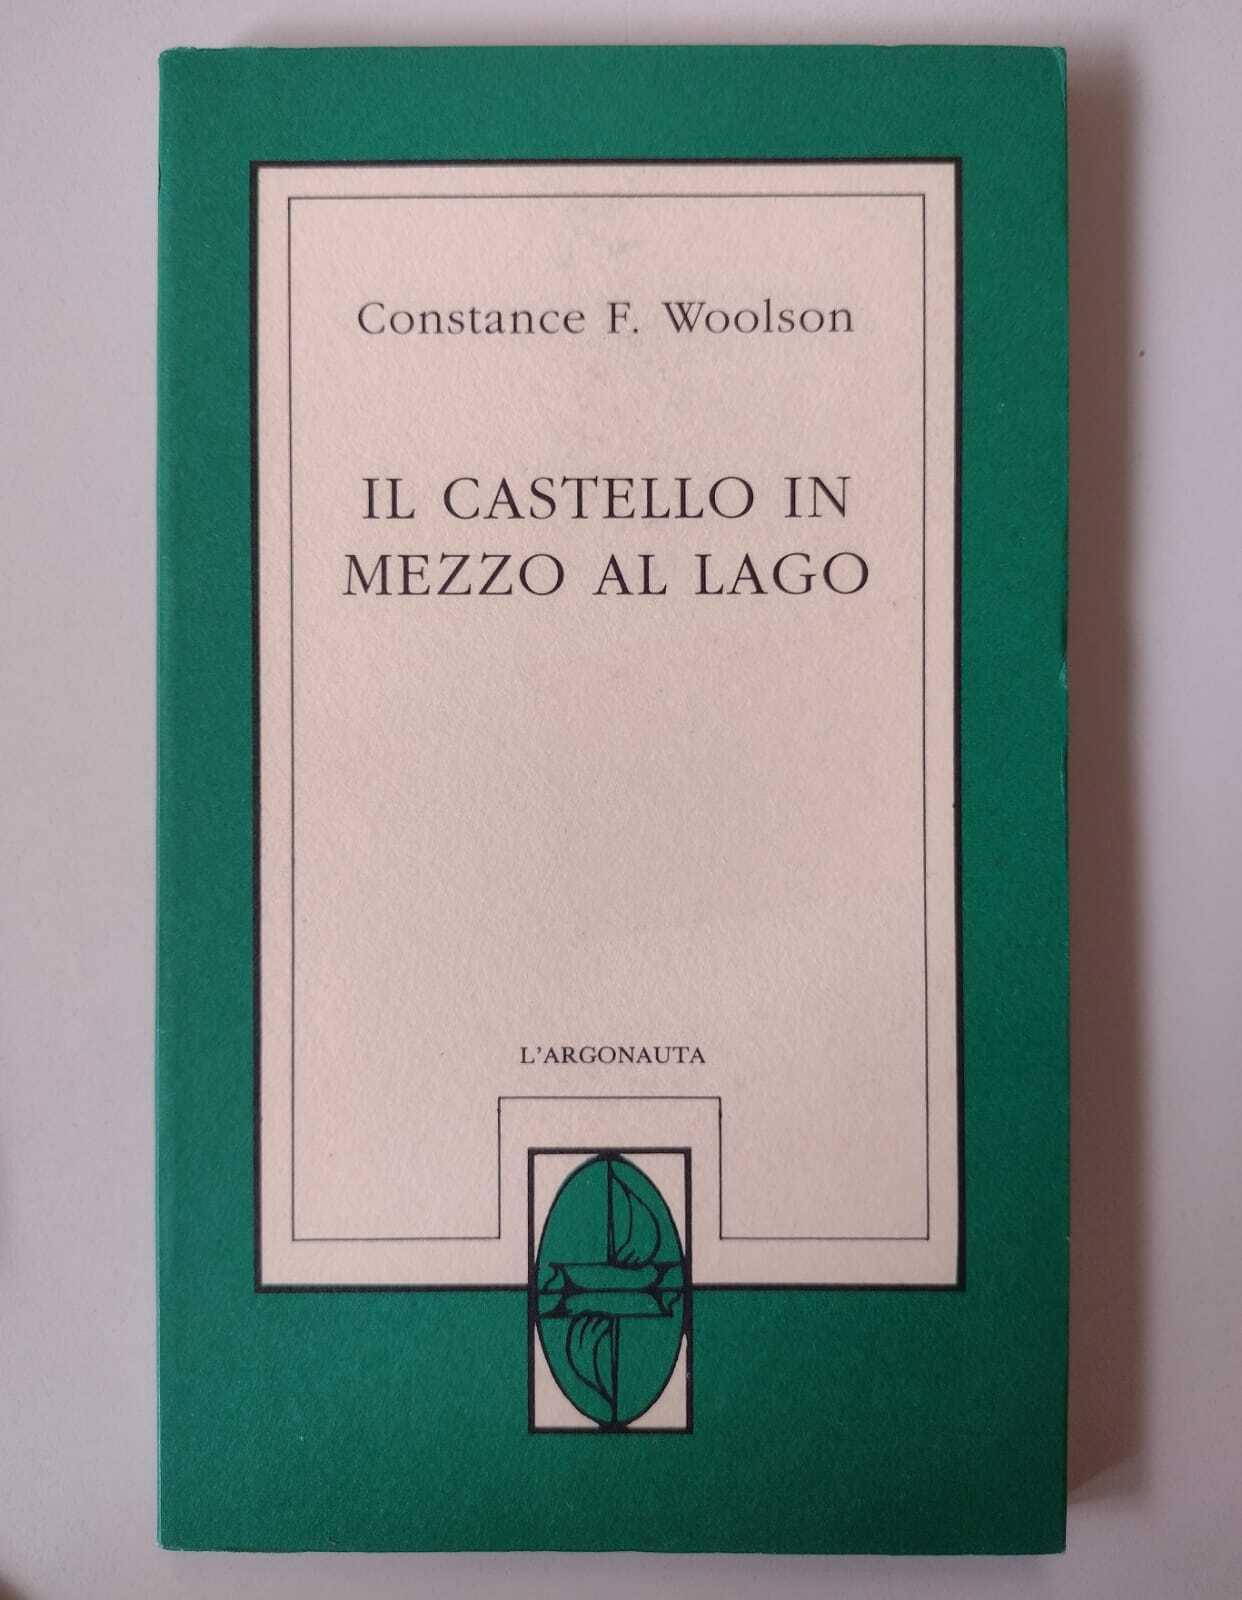 Constance F. Woolson
IL CASTELLO IN
MEZZO AL LAGO
L'ARGONAUTA